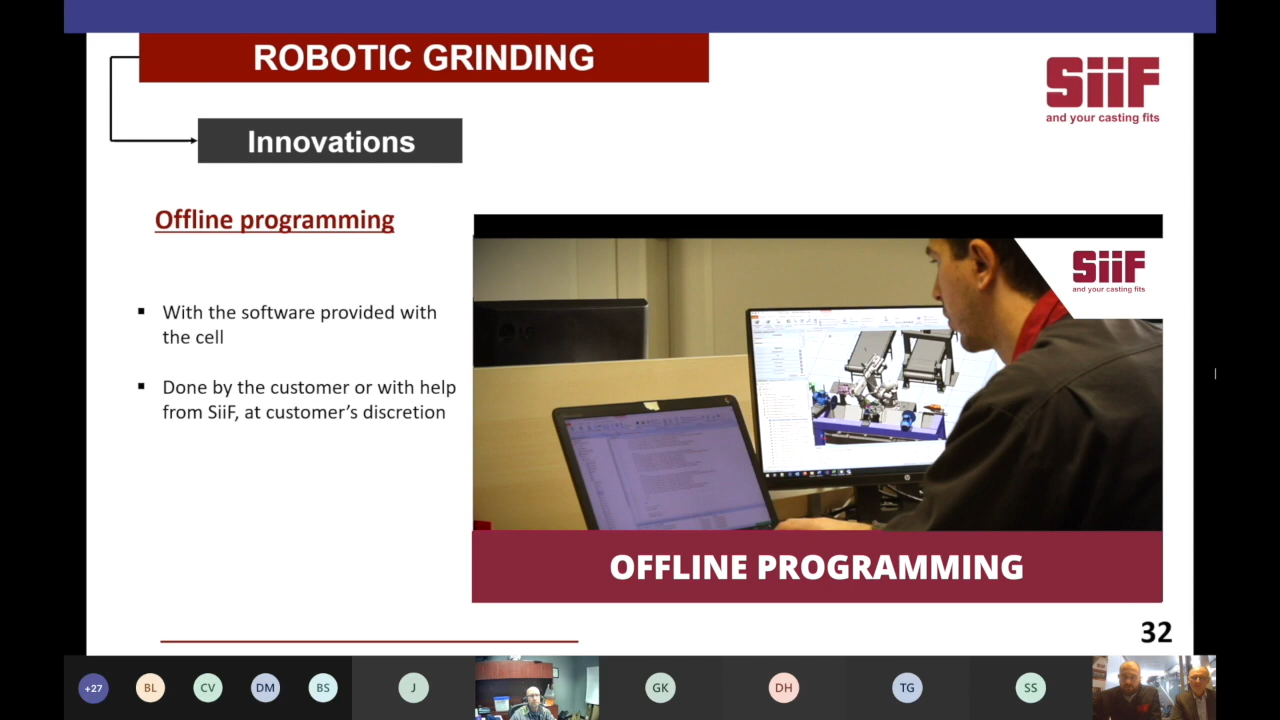 ROBOTIC GRINDING
SiiF
and your casting fits
Innovations
Offline programming
▪ With the software provided with
the cell
▪ Done by the customer or with help
from SiiF, at customer’s discretion
SiiF
and your casting fits
OFFLINE PROGRAMMING
32
+27
BL
CV
DM
BS
J
GK
DH
TG
SS